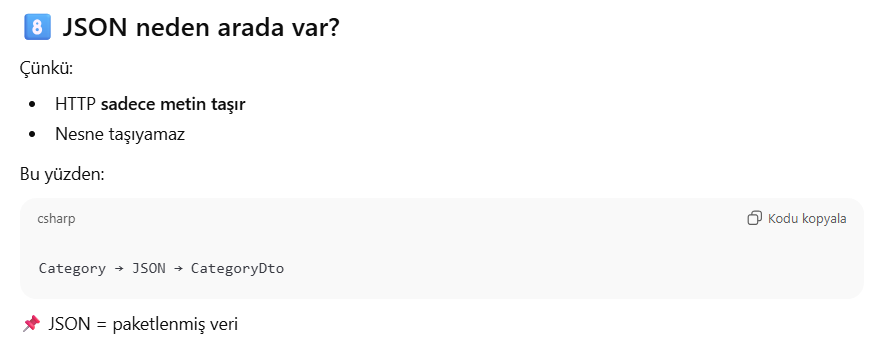 8 JSON neden arada var?
Çünkü:
• HTTP sadece metin taşır
• Nesne taşıyamaz
Bu yüzden:
csharp
Kodu kopyala
Category → JSON → CategoryDto
📌 JSON = paketlenmiş veri